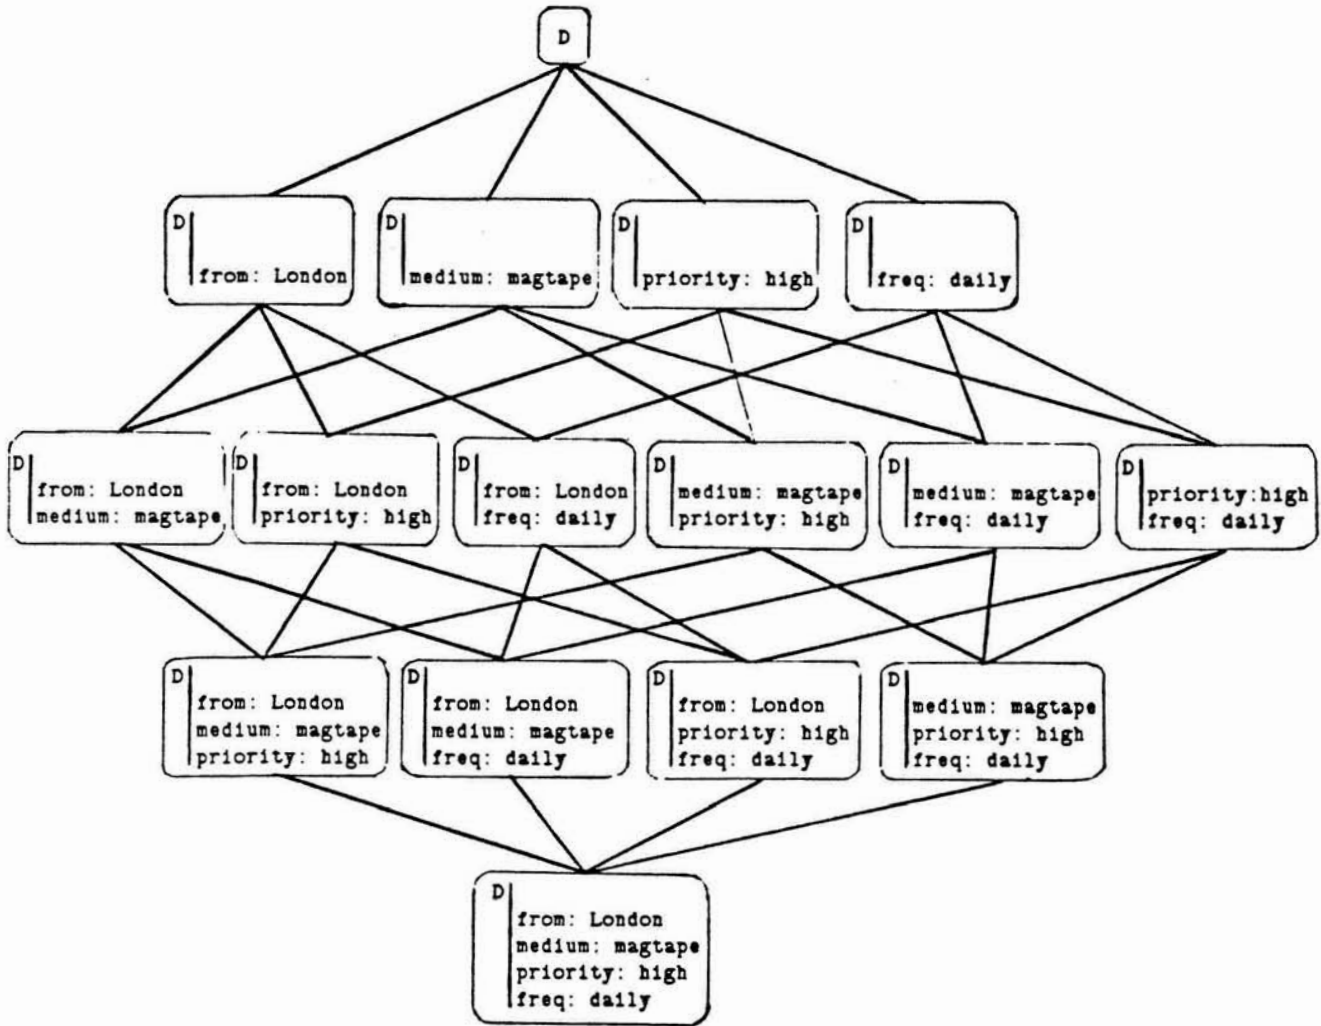 D
D
from: London
D
medium: magtape
D
priority: high
D
freq: daily
D
from: London
medium: magtape
D
from: London
priority: high
D
from: London
freq: daily
D
medium: magtape
priority: high
D
medium: magtape
freq: daily
D
priority:high
freq: daily
D
from: London
medium: magtape
priority: high
D
from: London
medium: magtape
freq: daily
D
from: London
priority: high
freq: daily
D
medium: magtape
priority: high
freq: daily
D
from: London
medium: magtape
priority: high
freq: daily